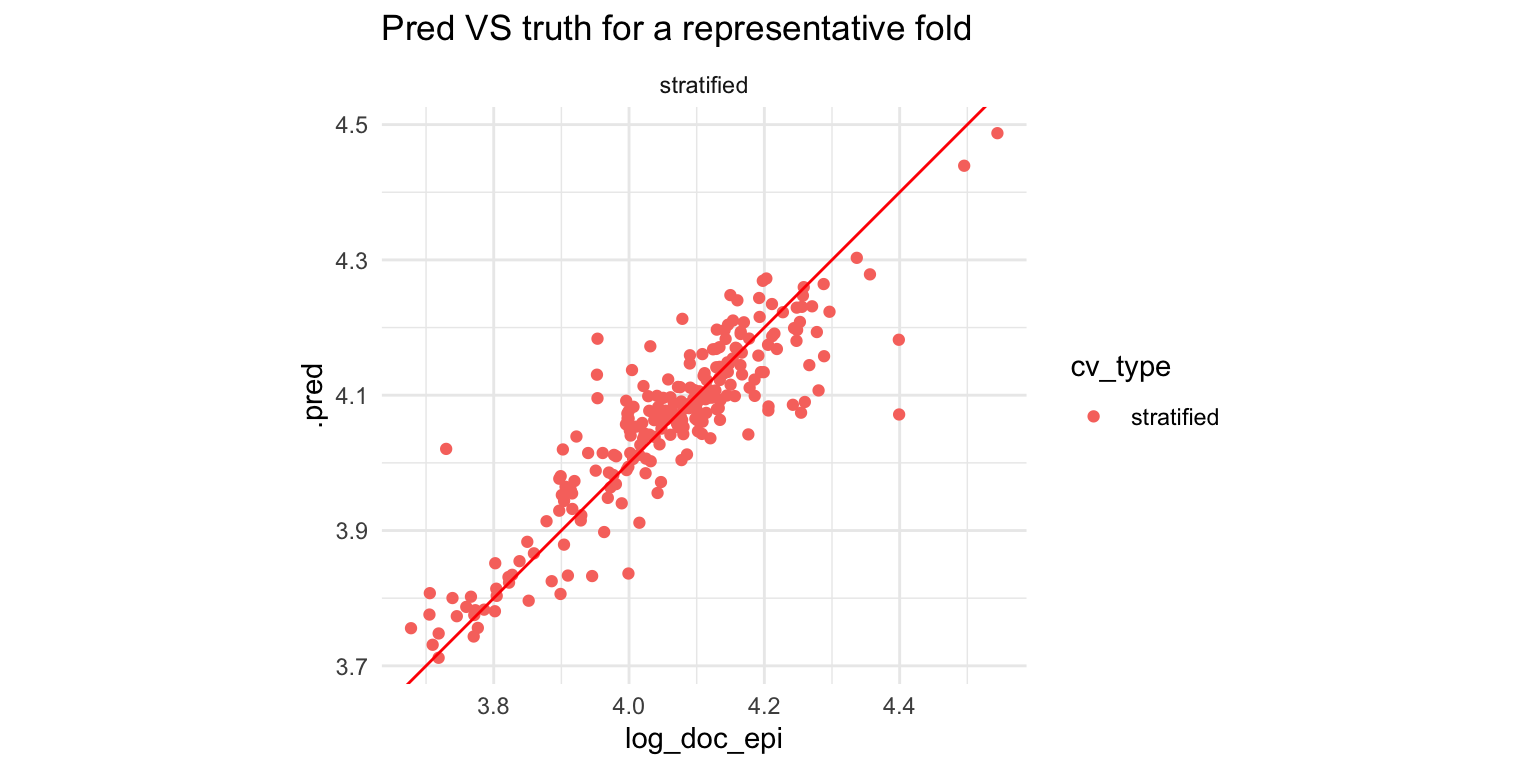 Pred VS truth for a representative fold
stratified
4.5
4.3
4.1
3.9
3.7
.pred
3.8 4.0 4.2 4.4
log_doc_epi
cv_type
stratified